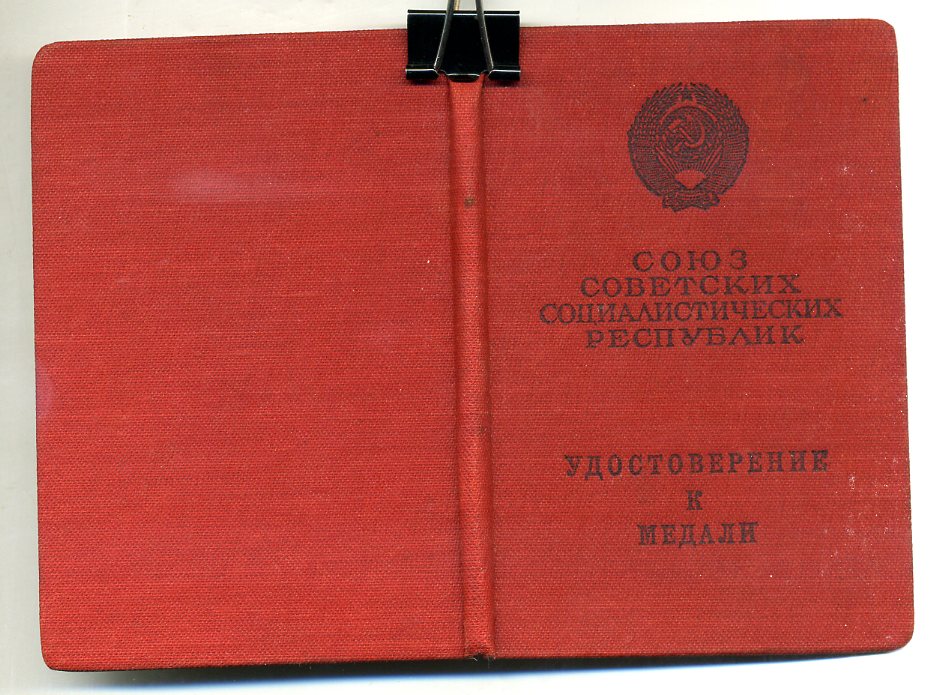 СОЮЗ
СОВЕТСКИХ
СОЦИАЛИСТИЧЕСКИХ
РЕСПУБЛИК
УДОСТОВЕРЕНИЕ
К
МЕДАЛИ